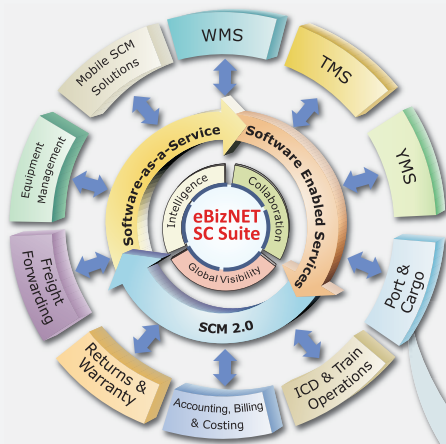 WMS
TMS
YMS
Port &
Cargo
ICD & Train
Operations
Accounting, Billing
& Costing
Returns &
Warranty
Freight
Forwarding
Equipment
Management
Mobile SCM
Solutions
Software-as-a-Service
Software Enabled Services
SCM 2.0
Intelligence
Collaboration
Global Visibility
eBizNET
SC Suite